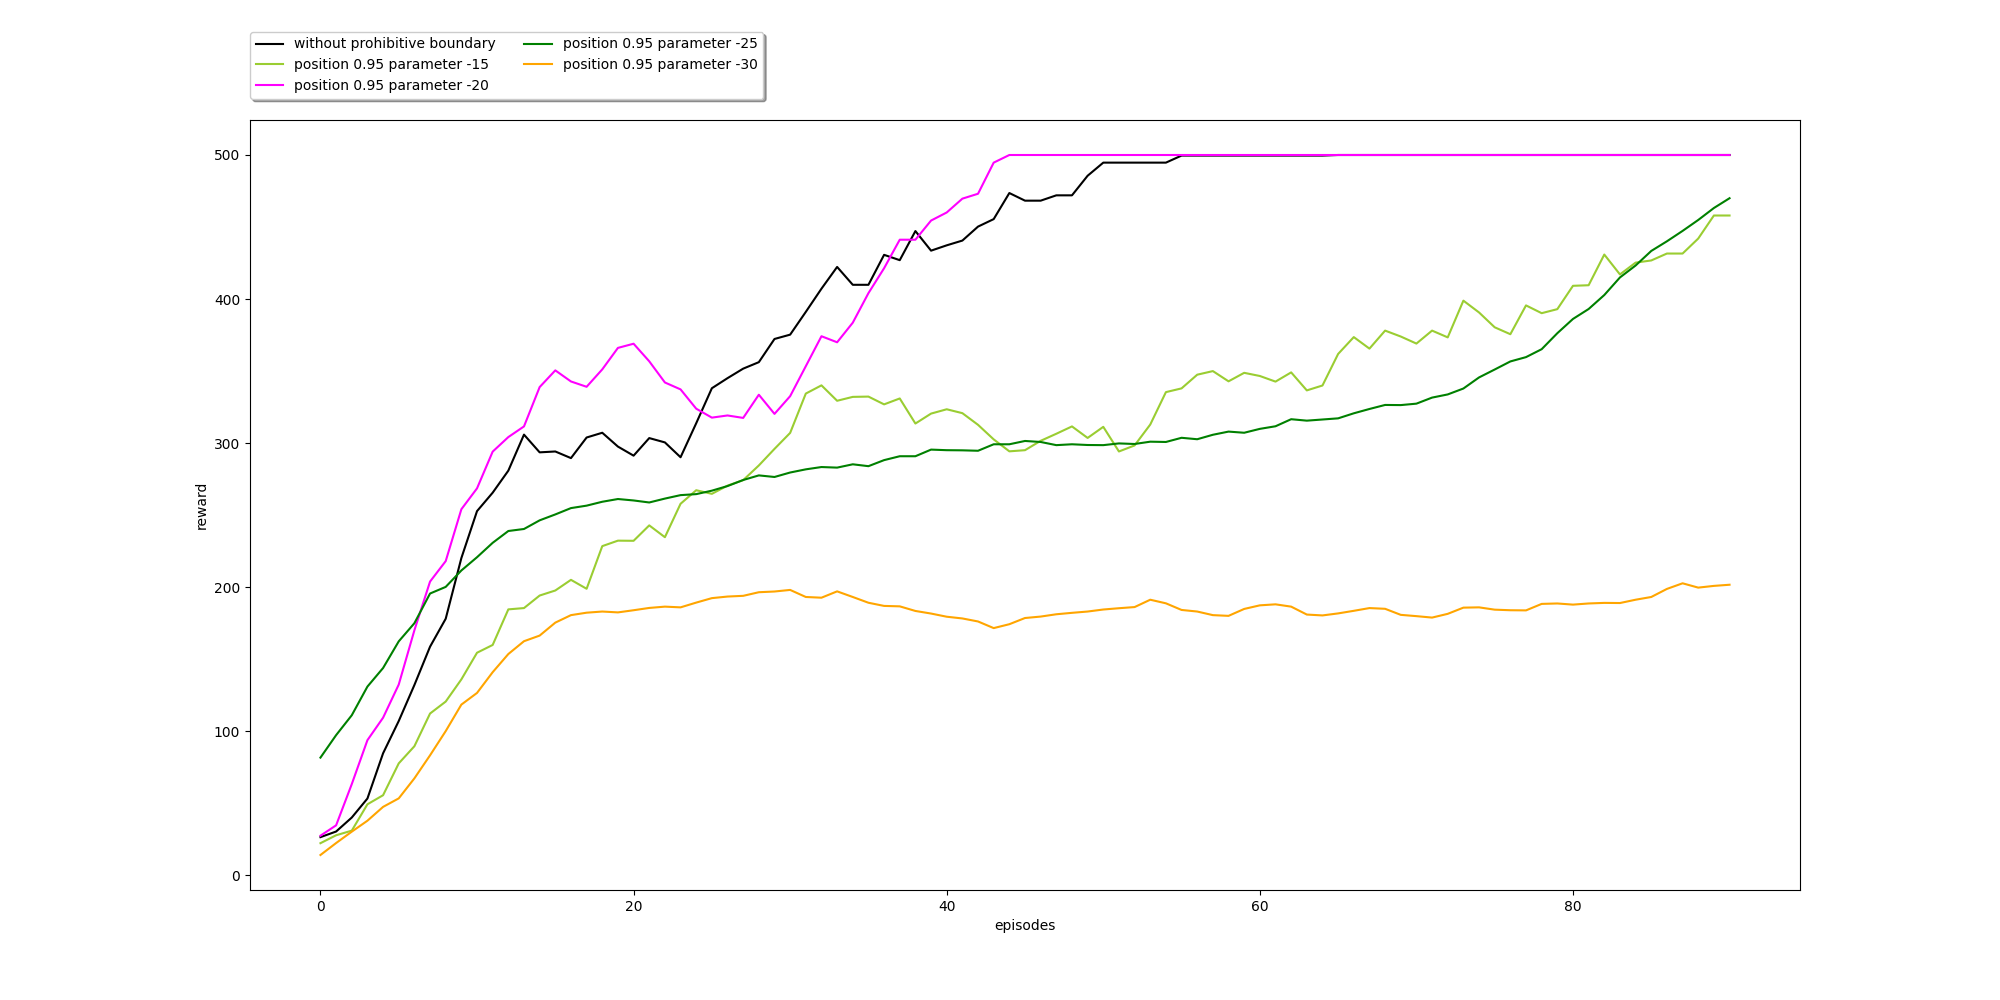 without prohibitive boundary
position 0.95 parameter -15
position 0.95 parameter -20
position 0.95 parameter -25
position 0.95 parameter -30
500
400
300
200
100
0
reward
0 20 40 60 80
episodes